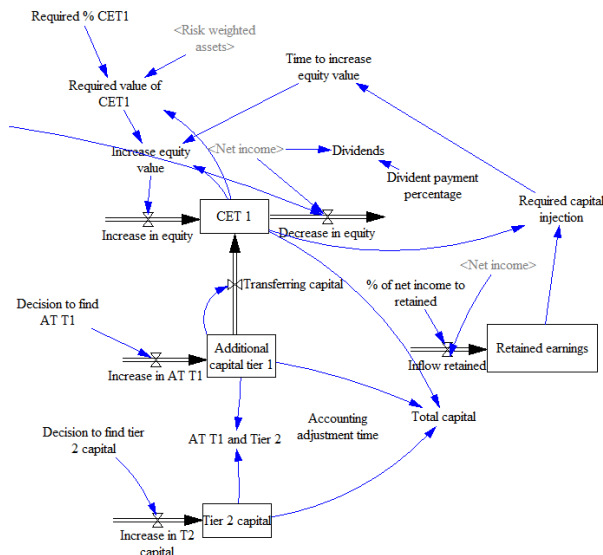 Required % CET1
<Risk weighted
assets>
Time to increase
equity value
Required value of
CET1
Increase equity
value
<Net income>
Dividends
Divident payment
percentage
Required capital
injection
Increase in equity
CET 1
Decrease in equity
<Net income>
% of net income to
retained
Transferring capital
Decision to find
AT T1
Increase in AT T1
Additional
capital tier 1
Inflow retained
Retained earnings
Accounting
adjustment time
Total capital
Decision to find tier
2 capital
AT T1 and Tier 2
Increase in T2
capital
Tier 2 capital